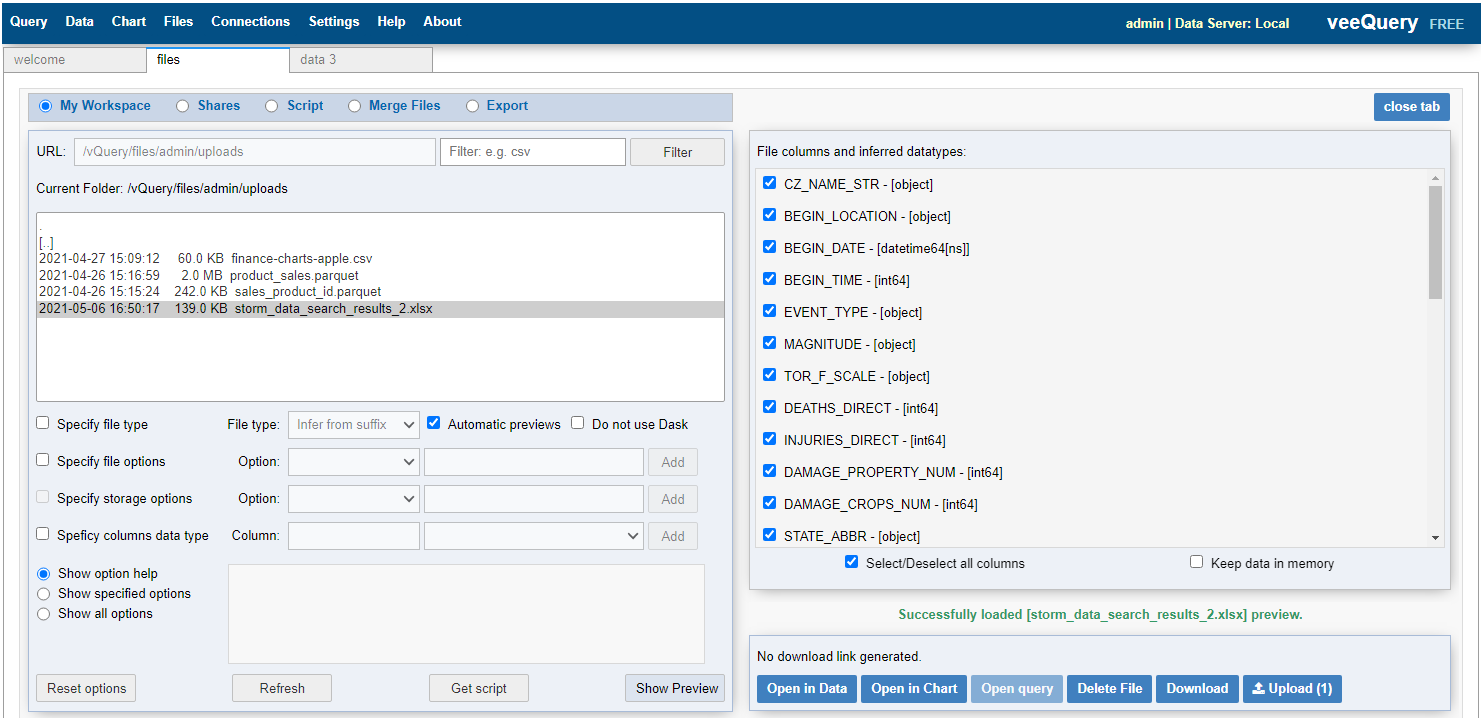 Query Data Chart Files Connections Settings Help About admin | Data Server: Local veeQuery FREE
welcome files data 3
My Workspace Shares Script Merge Files Export close tab
URL: /vQuery/files/admin/uploads Filter: e.g. csv Filter
Current Folder: /vQuery/files/admin/uploads
.
[..]
2021-04-27 15:09:12 60.0 KB finance-charts-apple.csv
2021-04-26 15:16:59 2.0 MB product_sales.parquet
2021-04-26 15:15:24 242.0 KB sales_product_id.parquet
2021-05-06 16:50:17 139.0 KB storm_data_search_results_2.xlsx
Specify file type File type: Infer from suffix Automatic previews Do not use Dask
Specify file options Option: Add
Specify storage options Option: Add
Speficy columns data type Column: Add
Show option help
Show specified options
Show all options
Reset options Refresh Get script Show Preview
File columns and inferred datatypes:
CZ_NAME_STR - [object]
BEGIN_LOCATION - [object]
BEGIN_DATE - [datetime64[ns]]
BEGIN_TIME - [int64]
EVENT_TYPE - [object]
MAGNITUDE - [object]
TOR_F_SCALE - [object]
DEATHS_DIRECT - [int64]
INJURIES_DIRECT - [int64]
DAMAGE_PROPERTY_NUM - [int64]
DAMAGE_CROPS_NUM - [int64]
STATE_ABBR - [object]
Select/Deselect all columns Keep data in memory
Successfully loaded [storm_data_search_results_2.xlsx] preview.
No download link generated.
Open in Data Open in Chart Open query Delete File Download Upload (1)